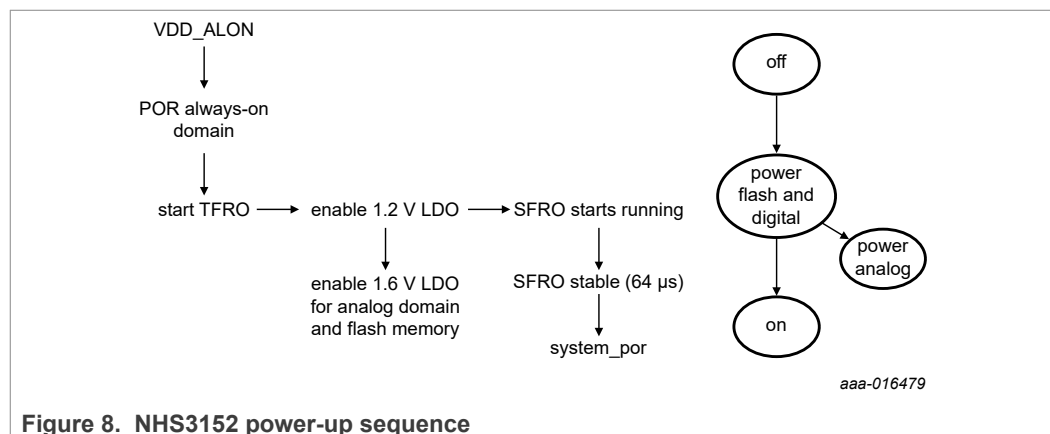 VDD_ALON
POR always-on
domain
start TFRO
enable 1.2 V LDO
SFRO starts running
enable 1.6 V LDO
for analog domain
and flash memory
SFRO stable (64 μs)
system_por
off
power
flash and
digital
power
analog
on
aaa-016479
Figure 8. NHS3152 power-up sequence